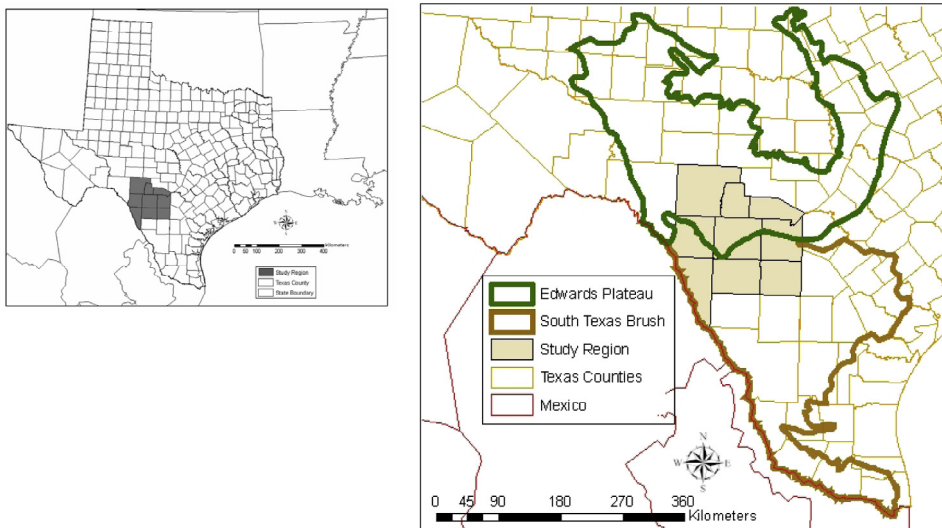 N
W E
S
Kilometers
0 50 100 200 300 400
Study Region
Texas County
State Boundary
Edwards Plateau
South Texas Brush
Study Region
Texas Counties
Mexico
N
W E
S
0 45 90 180 270 360
Kilometers